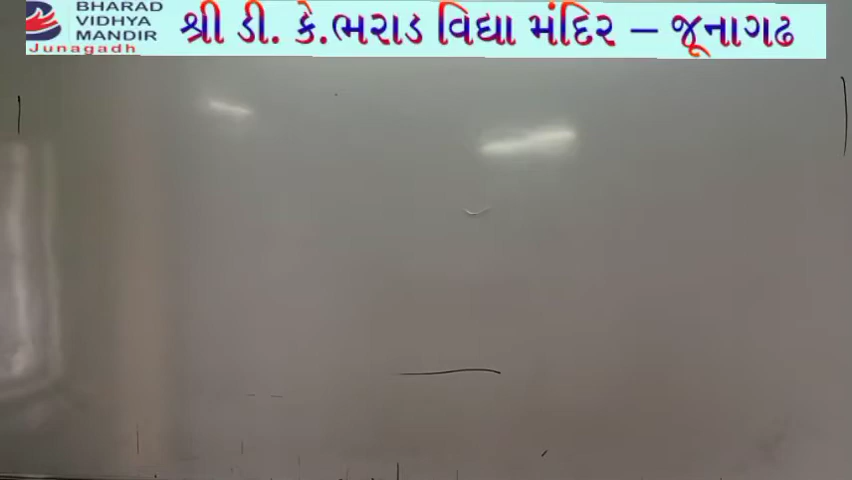 BHARAD
VIDHYA
MANDIR
Junagadh
શ્રી ડી. કે.ભરાડ વિદ્યા મંદિર – જૂનાગઢ